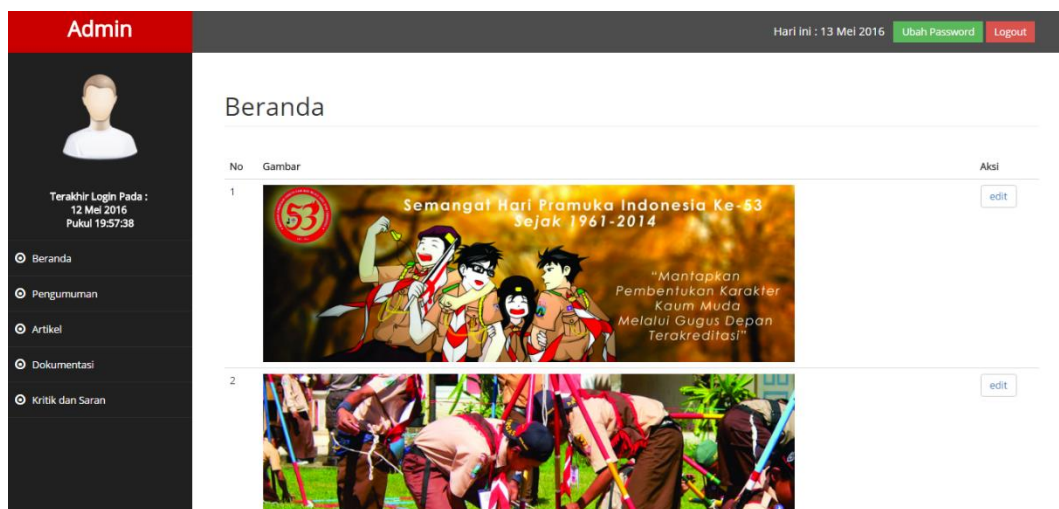 Admin
Hari ini : 13 Mei 2016
Ubah Password
Logout
Terakhir Login Pada :
12 Mei 2016
Pukul 19:57:38
Beranda
Pengumuman
Artikel
Dokumentasi
Kritik dan Saran
Beranda
No Gambar Aksi
1
53
Semangat Hari Pramuka Indonesia Ke-53
Sejak 1961-2014
"Mantapkan
Pembentukan Karakter
Kaum Muda
Melalui Gugus Depan
Terakreditasi"
edit
2
edit